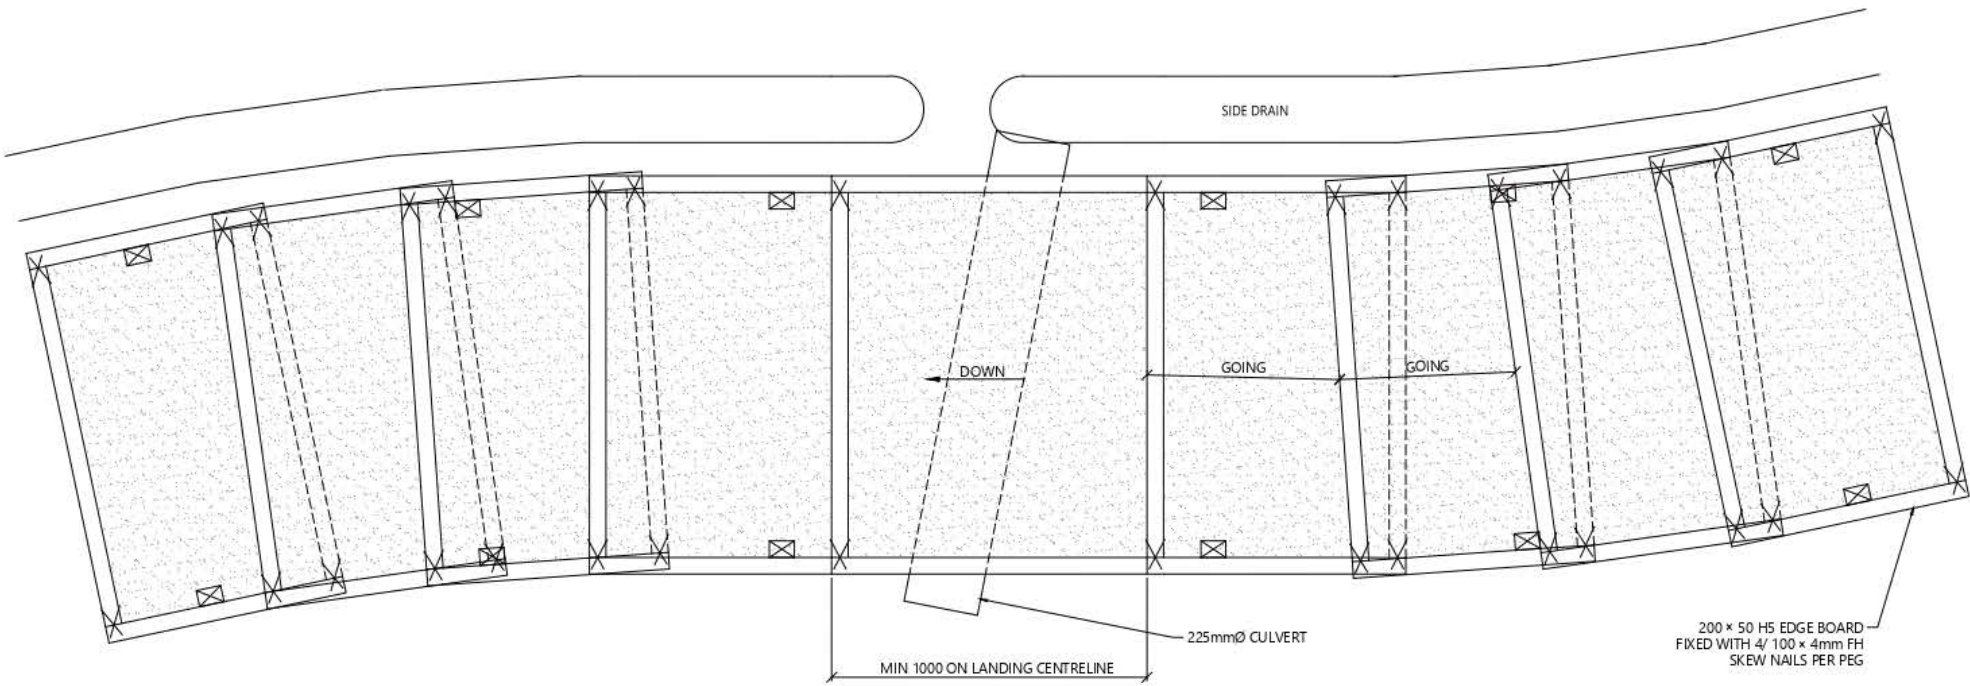 SIDE DRAIN
DOWN
GOING
GOING
225mmØ CULVERT
MIN 1000 ON LANDING CENTRELINE
200 × 50 H5 EDGE BOARD
FIXED WITH 4/ 100 × 4mm FH
SKEW NAILS PER PEG